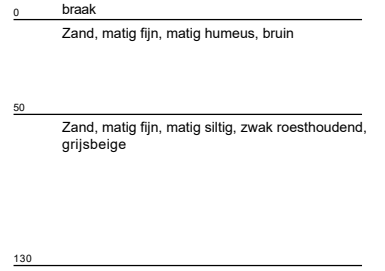 0 braak
Zand, matig fijn, matig humeus, bruin
50
Zand, matig fijn, matig siltig, zwak roesthoudend,
grijsbeige
130